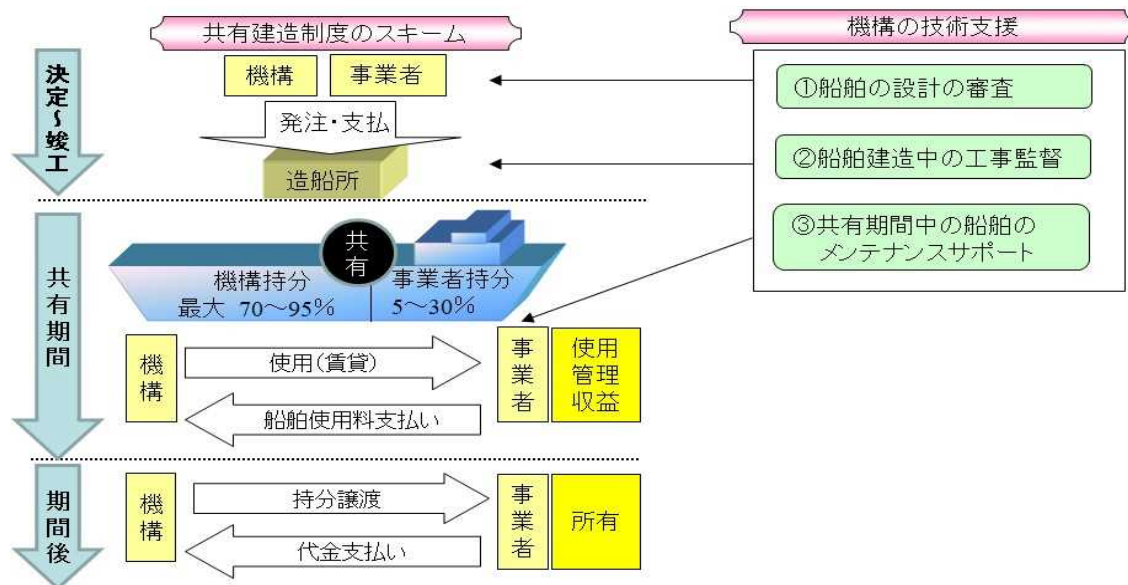 共有建造制度のスキーム
機構
事業者
発注・支払
造船所
決定～竣工
共有
機構持分
最大 70～95%
事業者持分
5～30%
共有期間
機構
使用(賃貸)
船舶使用料支払い
事業者
使用
管理
収益
期間後
機構
持分譲渡
代金支払い
事業者
所有
機構の技術支援
①船舶の設計の審査
②船舶建造中の工事監督
③共有期間中の船舶の
メンテナンスサポート